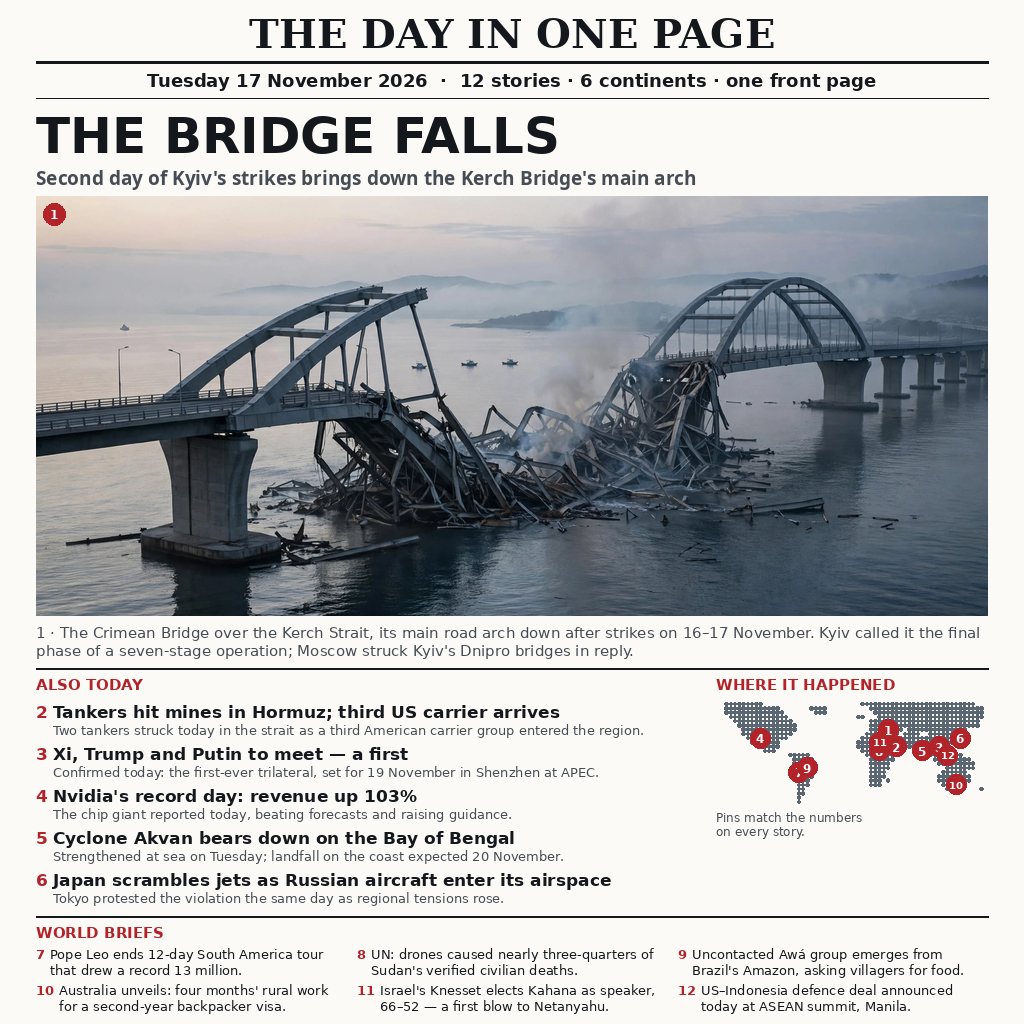 THE DAY IN ONE PAGE
Tuesday 17 November 2026 · 12 stories · 6 continents · one front page
THE BRIDGE FALLS
Second day of Kyiv's strikes brings down the Kerch Bridge's main arch
1
1 · The Crimean Bridge over the Kerch Strait, its main road arch down after strikes on 16–17 November. Kyiv called it the final
phase of a seven-stage operation; Moscow struck Kyiv's Dnipro bridges in reply.
ALSO TODAY
2 Tankers hit mines in Hormuz; third US carrier arrives
Two tankers struck today in the strait as a third American carrier group entered the region.
3 Xi, Trump and Putin to meet — a first
Confirmed today: the first-ever trilateral, set for 19 November in Shenzhen at APEC.
4 Nvidia's record day: revenue up 103%
The chip giant reported today, beating forecasts and raising guidance.
5 Cyclone Akvan bears down on the Bay of Bengal
Strengthened at sea on Tuesday; landfall on the coast expected 20 November.
6 Japan scrambles jets as Russian aircraft enter its airspace
Tokyo protested the violation the same day as regional tensions rose.
WHERE IT HAPPENED
1
4
11
2
5
6
12
9
10
Pins match the numbers
on every story.
WORLD BRIEFS
7 Pope Leo ends 12-day South America tour
that drew a record 13 million.
8 UN: drones caused nearly three-quarters of
Sudan's verified civilian deaths.
9 Uncontacted Awá group emerges from
Brazil's Amazon, asking villagers for food.
10 Australia unveils: four months' rural work
for a second-year backpacker visa.
11 Israel's Knesset elects Kahana as speaker,
66–52 — a first blow to Netanyahu.
12 US–Indonesia defence deal announced
today at ASEAN summit, Manila.